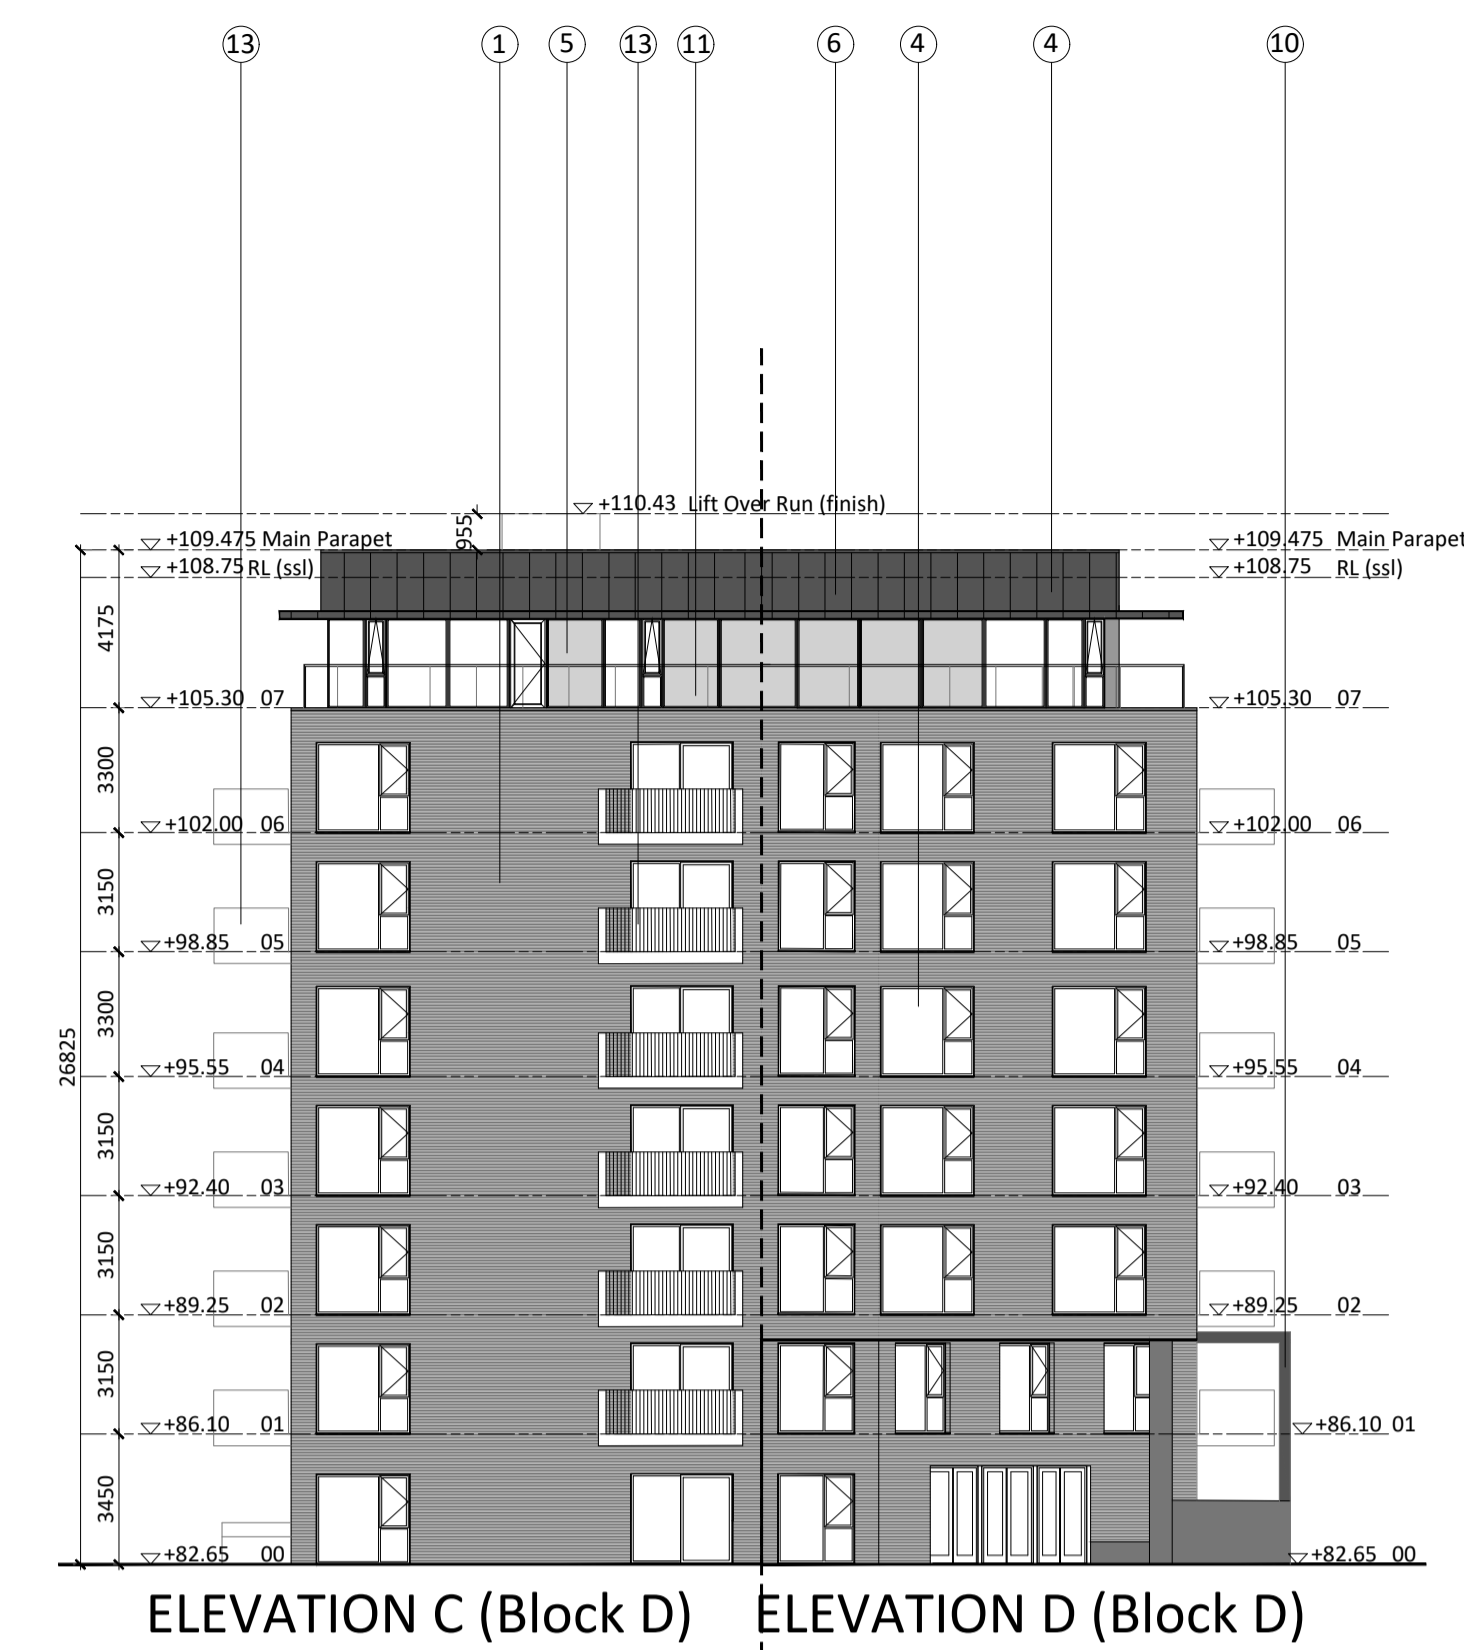 13 1 5 13 11 6 4 4 10
+110.43 Lift Over Run (finish)
955
+109.475 Main Parapet +109.475 Main Parapet
+108.75 RL (ssl) +108.75 RL (ssl)
4175
+105.30 07 +105.30 07
3300
+102.00 06 +102.00 06
3150
+98.85 05 +98.85 05
3300
26825
+95.55 04 +95.55 04
3150
+92.40 03 +92.40 03
3150
+89.25 02 +89.25 02
3150
+86.10 01 +86.10 01
3450
+82.65 00 +82.65 00
ELEVATION C (Block D) ELEVATION D (Block D)